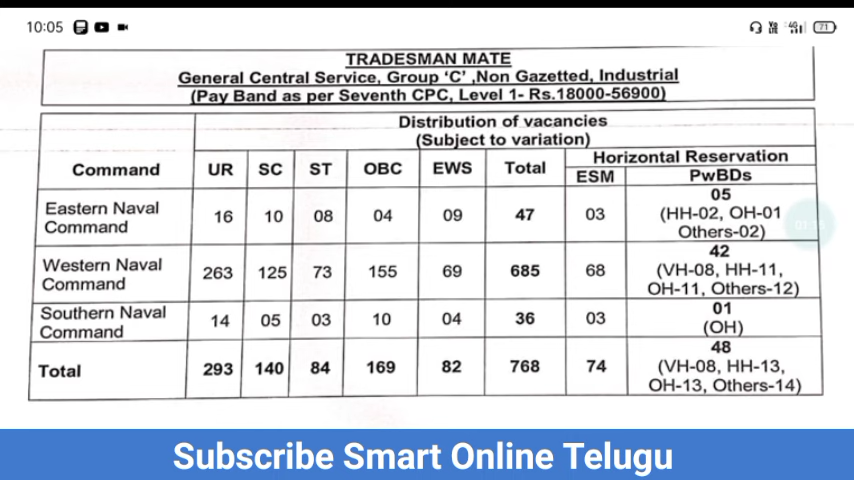 10:05
71
TRADESMAN MATE
General Central Service, Group 'C' ,Non Gazetted, Industrial
(Pay Band as per Seventh CPC, Level 1- Rs.18000-56900)
Distribution of vacancies
(Subject to variation)
Command UR SC ST OBC EWS Total Horizontal Reservation
ESM PwBDs
Eastern Naval Command 16 10 08 04 09 47 03 05
(HH-02, OH-01
Others-02)
Western Naval Command 263 125 73 155 69 685 68 42
(VH-08, HH-11,
OH-11, Others-12)
Southern Naval Command 14 05 03 10 04 36 03 01
(OH)
Total 293 140 84 169 82 768 74 48
(VH-08, HH-13,
OH-13, Others-14)
Subscribe Smart Online Telugu